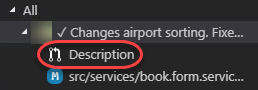 All
✓ Changes airport sorting. Fixe...
Description
M src/services/book.form.servic...